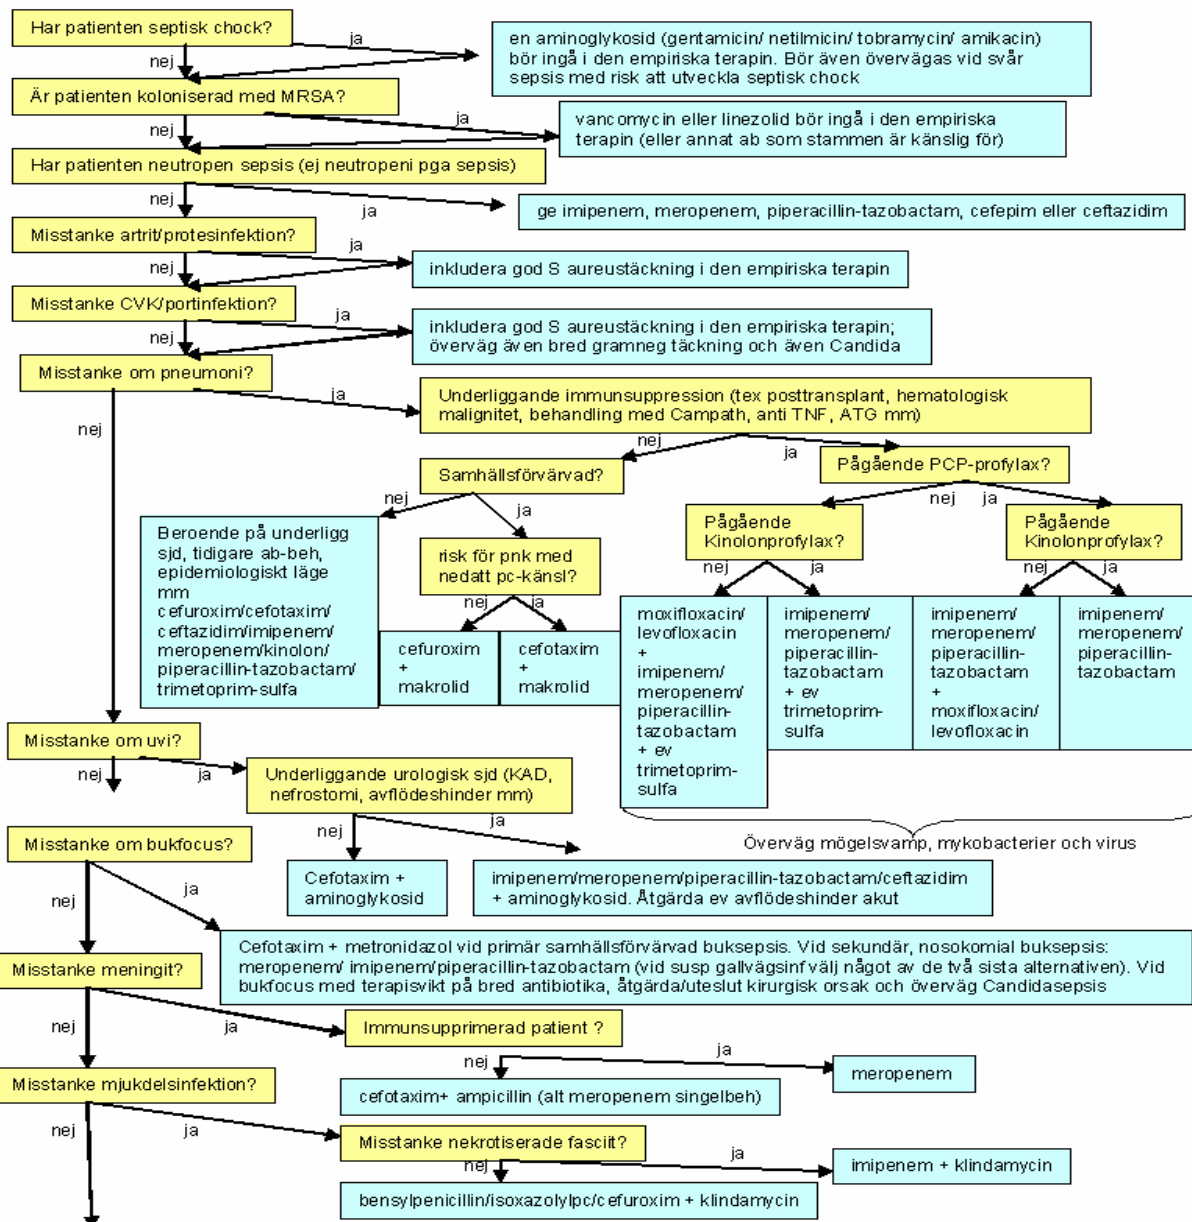 Har patienten septisk chock?
ja
nej
en aminoglykosid (gentamicin/ netilmicin/ tobramycin/ amikacin)
bör ingå i den empiriska terapin. Bör även övervägas vid svår
sepsis med risk att utveckla septisk chock
Är patienten koloniserad med MRSA?
ja
nej
vancomycin eller linezolid bör ingå i den empiriska
terapin (eller annat ab som stammen är känslig för)
Har patienten neutropen sepsis (ej neutropeni pga sepsis)
nej
ja
ge imipenem, meropenem, piperacillin-tazobactam, cefepim eller ceftazidim
Misstanke artrit/protesinfektion?
ja
nej
inkludera god S aureustäckning i den empiriska terapin
Misstanke CVK/portinfektion?
ja
nej
inkludera god S aureustäckning i den empiriska terapin;
överväg även bred gramneg täckning och även Candida
Misstanke om pneumoni?
ja
nej
Underliggande immunsuppression (tex posttransplant, hematologisk
malignitet, behandling med Campath, anti TNF, ATG mm)
nej
ja
Samhällsförvärvad?
Pågående PCP-profylax?
nej
ja
nej
ja
Beroende på underligg
sjd, tidigare ab-beh,
epidemiologiskt läge
mm
cefuroxim/cefotaxim/
ceftazidim/imipenem/
meropenem/kinolon/
piperacillin-tazobactam/
trimetoprim-sulfa
risk för pnk med
nedatt pc-känsl?
nej
ja
cefuroxim
+
makrolid
cefotaxim
+
makrolid
Pågående
Kinolonprofylax?
nej
ja
Pågående
Kinolonprofylax?
nej
ja
moxifloxacin/
levofloxacin
+
imipenem/
meropenem/
piperacillin-
tazobactam
+ ev
trimetoprim-
sulfa
imipenem/
meropenem/
piperacillin-
tazobactam
+ ev
trimetoprim-
sulfa
imipenem/
meropenem/
piperacillin-
tazobactam
+
moxifloxacin/
levofloxacin
imipenem/
meropenem/
piperacillin-
tazobactam
Överväg mögelsvamp, mykobacterier och virus
Misstanke om uvi?
nej
ja
Underliggande urologisk sjd (KAD,
nefrostomi, avflödeshinder mm)
nej
ja
Cefotaxim +
aminoglykosid
imipenem/meropenem/piperacillin-tazobactam/ceftazidim
+ aminoglykosid. Åtgärda ev avflödeshinder akut
Misstanke om bukfocus?
nej
ja
Cefotaxim + metronidazol vid primär samhällsförvärvad buksepsis. Vid sekundär, nosokomial buksepsis:
meropenem/ imipenem/piperacillin-tazobactam (vid susp gallvägsinf välj något av de två sista alternativen). Vid
bukfocus med terapisvikt på bred antibiotika, åtgärda/uteslut kirurgisk orsak och överväg Candidasepsis
Misstanke meningit?
nej
ja
Immunsupprimerad patient ?
nej
ja
meropenem
cefotaxim+ ampicillin (alt meropenem singelbeh)
Misstanke mjukdelsinfektion?
nej
ja
Misstanke nekrotiserade fasciit?
nej
ja
imipenem + klindamycin
bensylpenicillin/isoxazolylpc/cefuroxim + klindamycin